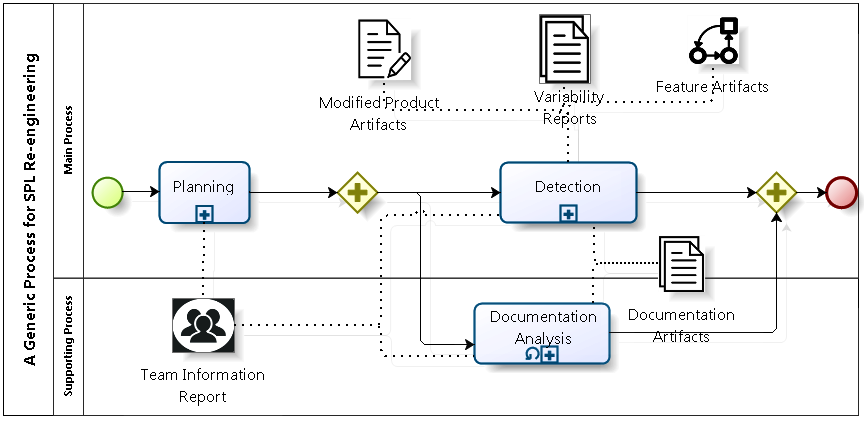 A Generic Process for SPL Re-engineering
Main Process
Supporting Process
Modified Product
Artifacts
Variability
Reports
Feature Artifacts
Planning
Detection
Documentation
Analysis
Documentation
Artifacts
Team Information
Report